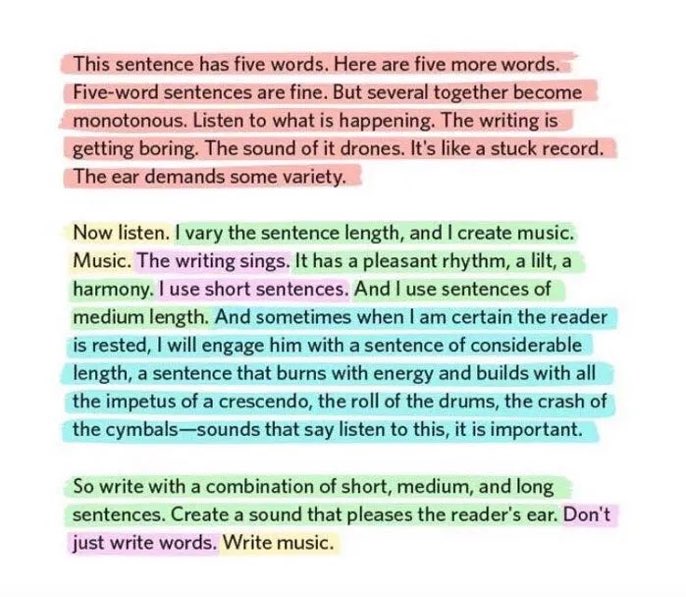 This sentence has five words. Here are five more words.
Five-word sentences are fine. But several together become
monotonous. Listen to what is happening. The writing is
getting boring. The sound of it drones. It's like a stuck record.
The ear demands some variety.
Now listen. I vary the sentence length, and I create music.
Music. The writing sings. It has a pleasant rhythm, a lilt, a
harmony. I use short sentences. And I use sentences of
medium length. And sometimes when I am certain the reader
is rested, I will engage him with a sentence of considerable
length, a sentence that burns with energy and builds with all
the impetus of a crescendo, the roll of the drums, the crash of
the cymbals—sounds that say listen to this, it is important.
So write with a combination of short, medium, and long
sentences. Create a sound that pleases the reader's ear. Don't
just write words. Write music.